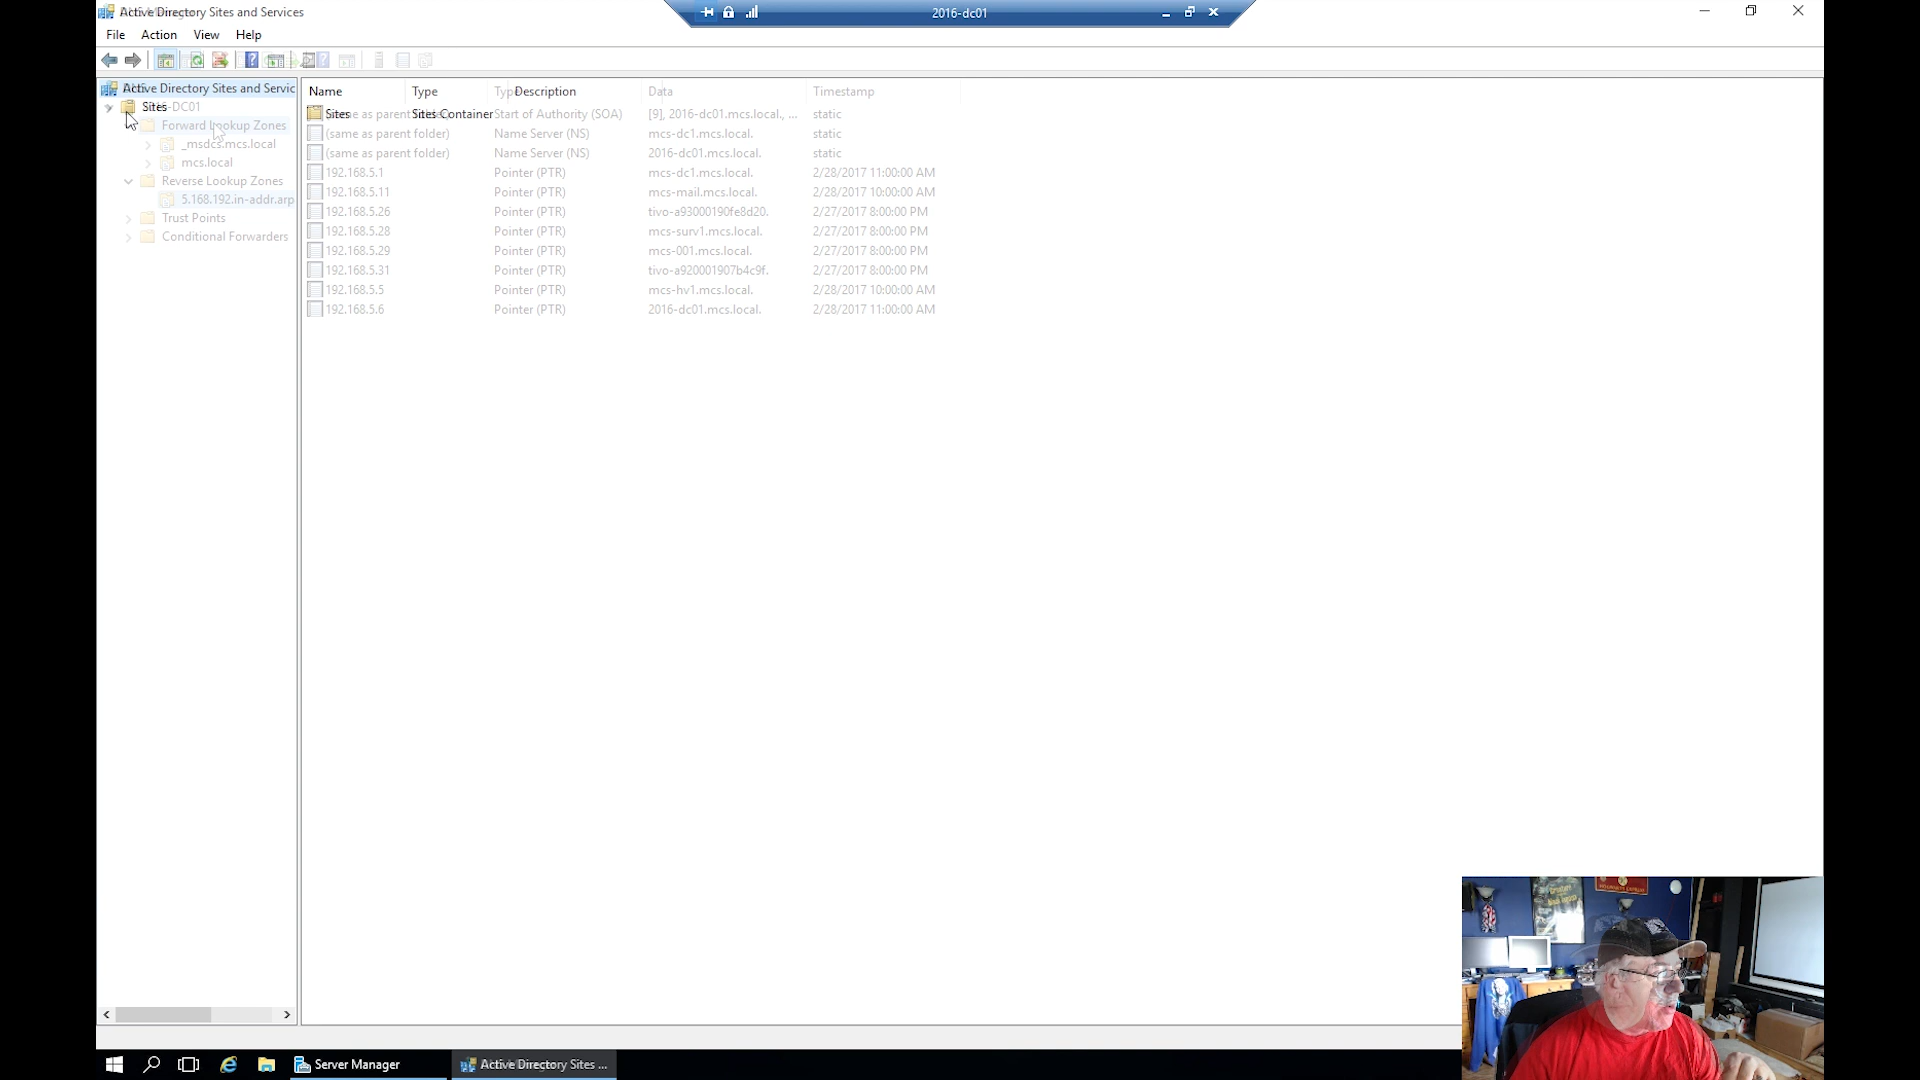 Active Directory Sites and Services
2016-dc01
File Action View Help
Active Directory Sites and Servic
Sites
-DC01
Forward Lookup Zones
_msdcs.mcs.local
mcs.local
Reverse Lookup Zones
5.168.192.in-addr.arp
Trust Points
Conditional Forwarders
Name Type Description Data Timestamp
Sites Sites Container
(same as parent folder) Start of Authority (SOA) [9], 2016-dc01.mcs.local., ... static
(same as parent folder) Name Server (NS) mcs-dc1.mcs.local. static
(same as parent folder) Name Server (NS) 2016-dc01.mcs.local. static
192.168.5.1 Pointer (PTR) mcs-dc1.mcs.local. 2/28/2017 11:00:00 AM
192.168.5.11 Pointer (PTR) mcs-mail.mcs.local. 2/28/2017 10:00:00 AM
192.168.5.26 Pointer (PTR) tivo-a93000190fe8d20. 2/27/2017 8:00:00 PM
192.168.5.28 Pointer (PTR) mcs-surv1.mcs.local. 2/27/2017 8:00:00 PM
192.168.5.29 Pointer (PTR) mcs-001.mcs.local. 2/27/2017 8:00:00 PM
192.168.5.31 Pointer (PTR) tivo-a920001907b4c9f. 2/27/2017 8:00:00 PM
192.168.5.5 Pointer (PTR) mcs-hv1.mcs.local. 2/28/2017 10:00:00 AM
192.168.5.6 Pointer (PTR) 2016-dc01.mcs.local. 2/28/2017 11:00:00 AM
Server Manager
Active Directory Sites ...